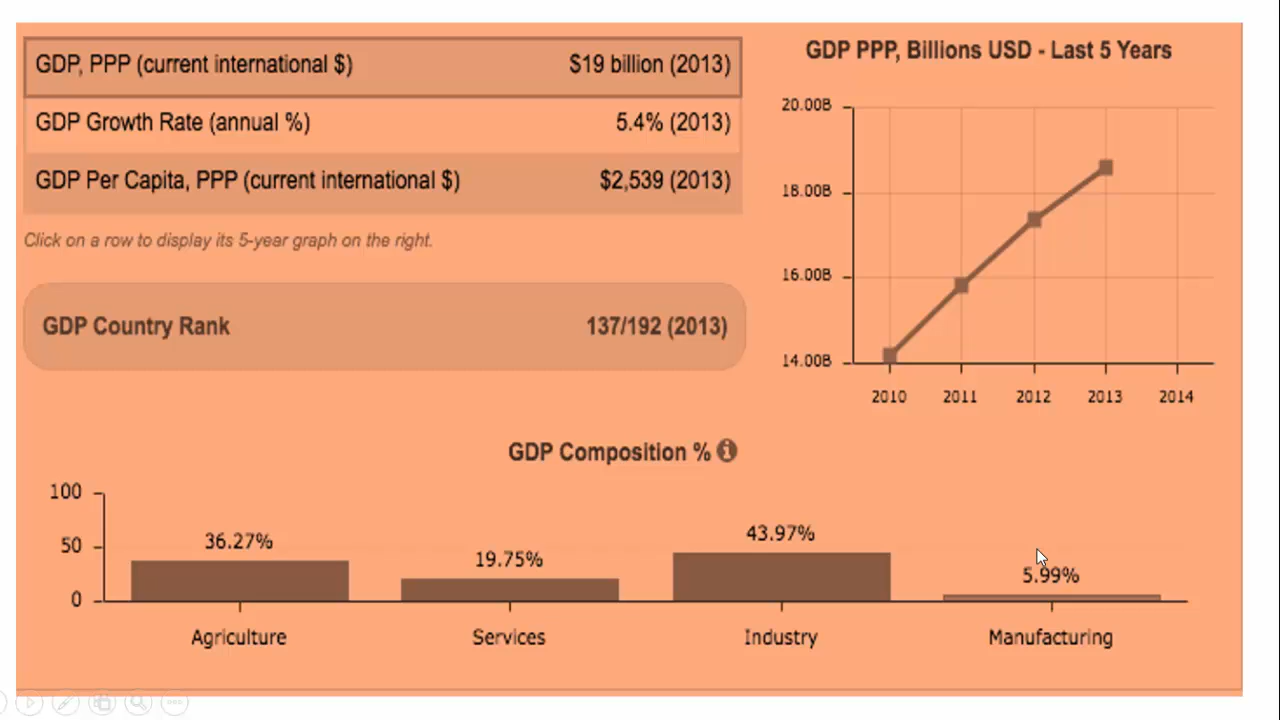 GDP, PPP (current international $) $19 billion (2013)
GDP Growth Rate (annual %) 5.4% (2013)
GDP Per Capita, PPP (current international $) $2,539 (2013)
Click on a row to display its 5-year graph on the right.
GDP Country Rank 137/192 (2013)
GDP PPP, Billions USD - Last 5 Years
20.00B
18.00B
16.00B
14.00B
2010 2011 2012 2013 2014
GDP Composition %
100
50
0
36.27% 19.75% 43.97% 5.99%
Agriculture Services Industry Manufacturing